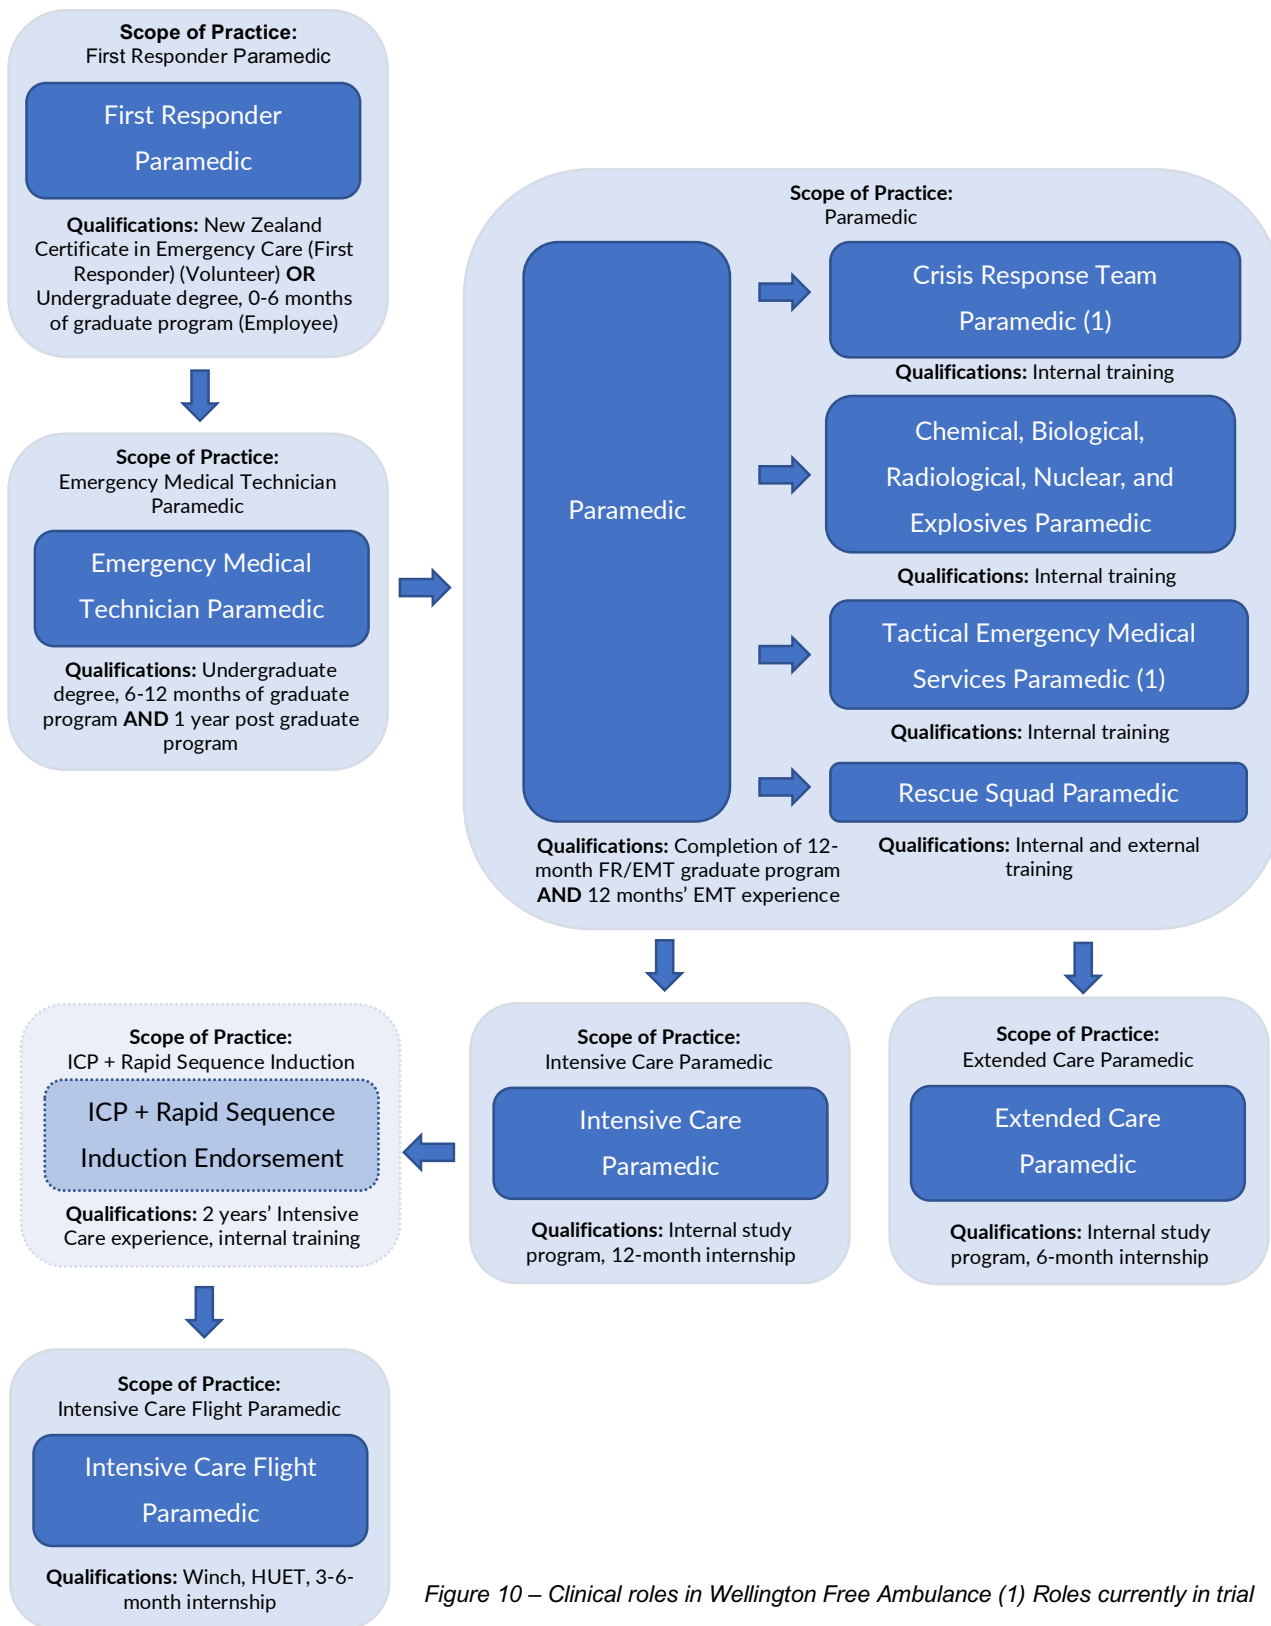 Scope of Practice:
First Responder Paramedic
First Responder
Paramedic
Qualifications: New Zealand
Certificate in Emergency Care (First
Responder) (Volunteer) OR
Undergraduate degree, 0-6 months
of graduate program (Employee)
Scope of Practice:
Emergency Medical Technician
Paramedic
Emergency Medical
Technician Paramedic
Qualifications: Undergraduate
degree, 6-12 months of graduate
program AND 1 year post graduate
program
Scope of Practice:
Paramedic
Paramedic
Qualifications: Completion of 12-
month FR/EMT graduate program
AND 12 months’ EMT experience
Crisis Response Team
Paramedic (1)
Qualifications: Internal training
Chemical, Biological,
Radiological, Nuclear, and
Explosives Paramedic
Qualifications: Internal training
Tactical Emergency Medical
Services Paramedic (1)
Qualifications: Internal training
Rescue Squad Paramedic
Qualifications: Internal and external
training
Scope of Practice:
Intensive Care Paramedic
Intensive Care
Paramedic
Qualifications: Internal study
program, 12-month internship
Scope of Practice:
Extended Care Paramedic
Extended Care
Paramedic
Qualifications: Internal study
program, 6-month internship
Scope of Practice:
ICP + Rapid Sequence Induction
ICP + Rapid Sequence
Induction Endorsement
Qualifications: 2 years’ Intensive
Care experience, internal training
Scope of Practice:
Intensive Care Flight Paramedic
Intensive Care Flight
Paramedic
Qualifications: Winch, HUET, 3-6-
month internship
Figure 10 – Clinical roles in Wellington Free Ambulance (1) Roles currently in trial